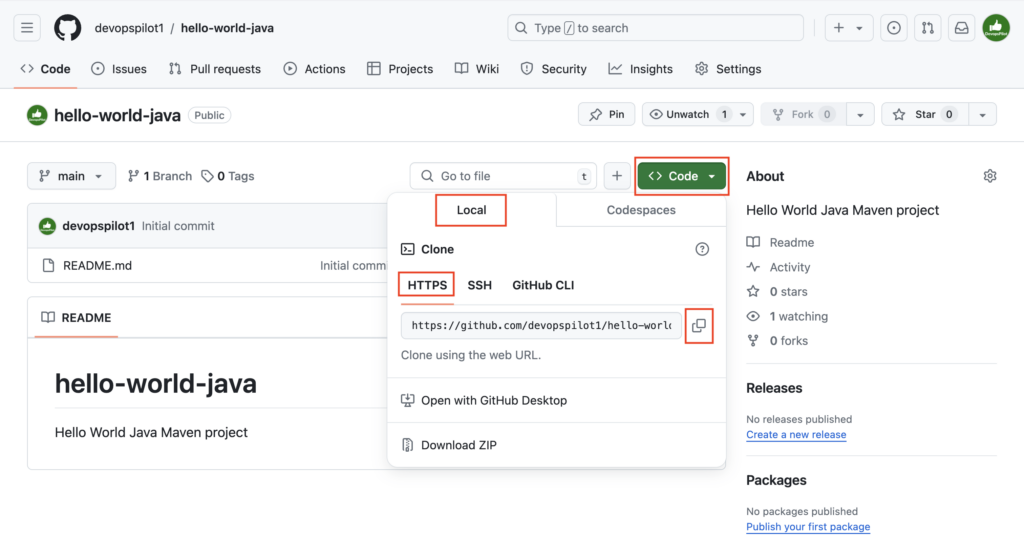 devopspilot1 / hello-world-java
Type / to search
Code Issues Pull requests Actions Projects Wiki Security Insights Settings
hello-world-java Public
Pin Unwatch 1 Fork 0 Star 0
main 1 Branch 0 Tags Go to file t Code
devopspilot1 Initial commit
README.md Initial comm
README
hello-world-java
Hello World Java Maven project
Local Codespaces
Clone
HTTPS SSH GitHub CLI
https://github.com/devopspilot1/hello-world
Clone using the web URL.
Open with GitHub Desktop
Download ZIP
About
Hello World Java Maven project
Readme
Activity
0 stars
1 watching
0 forks
Releases
No releases published
Create a new release
Packages
No packages published
Publish your first package